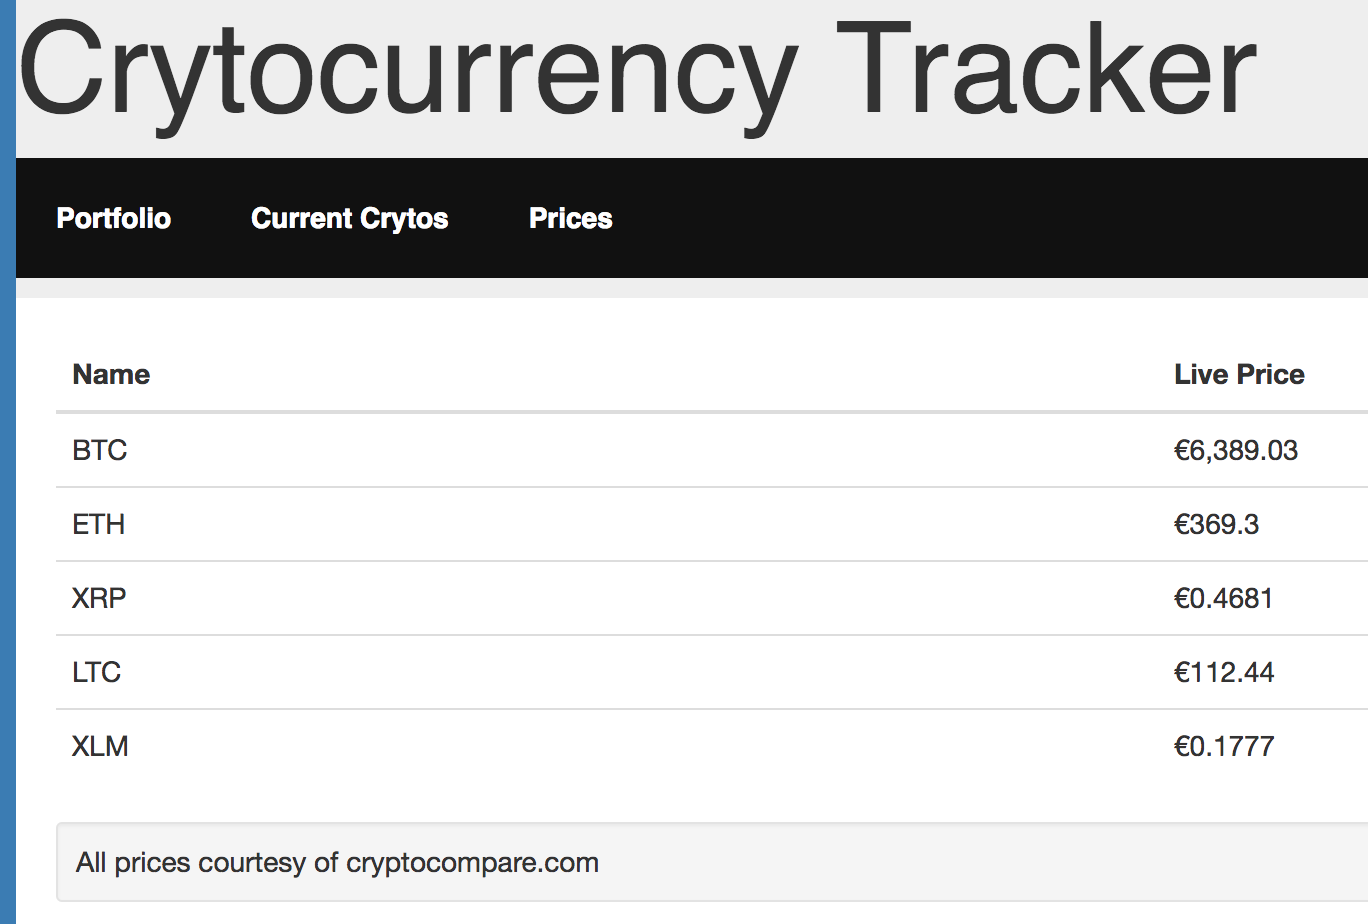 Crytocurrency Tracker
Portfolio Current Crytos Prices
Name Live Price
BTC €6,389.03
ETH €369.3
XRP €0.4681
LTC €112.44
XLM €0.1777
All prices courtesy of cryptocompare.com